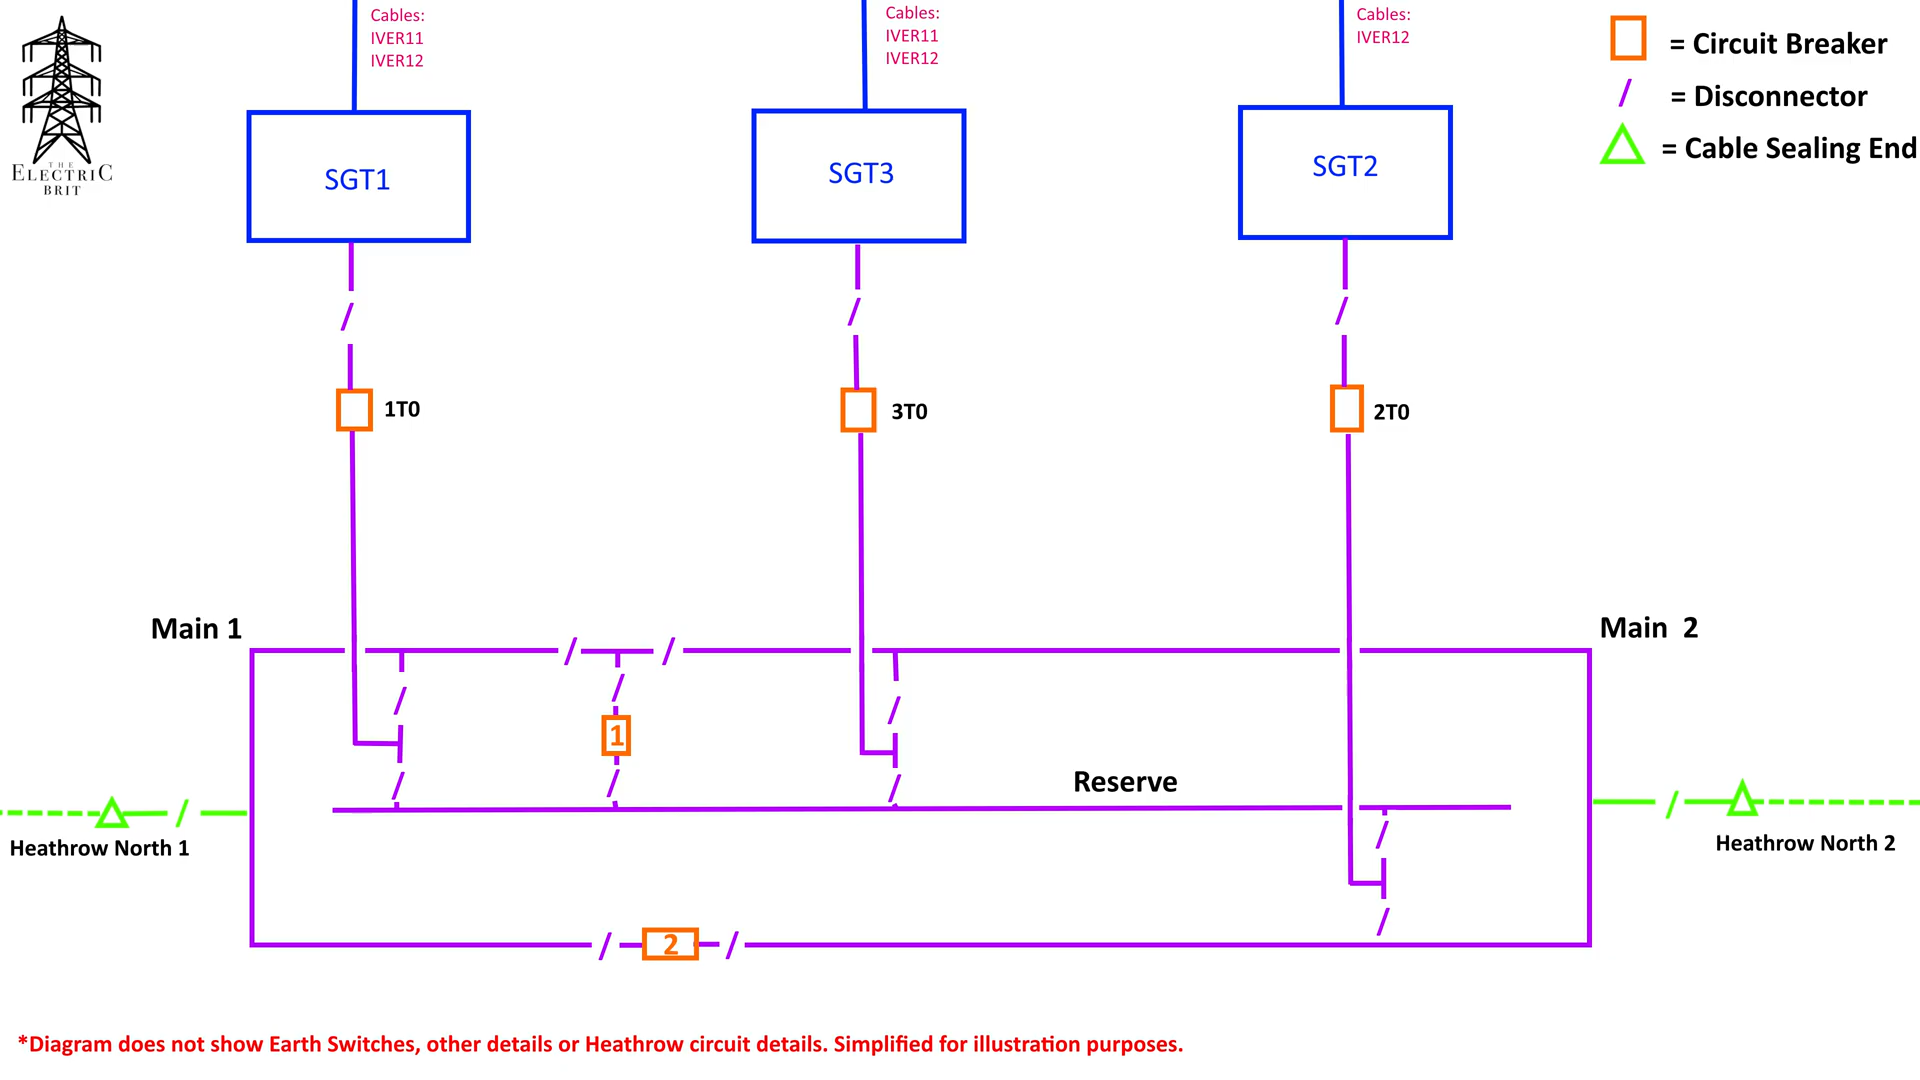 Cables:
IVER11
IVER12
Cables:
IVER11
IVER12
Cables:
IVER12
= Circuit Breaker
= Disconnector
= Cable Sealing End
THE
ELECTRIC
BRIT
SGT1
SGT3
SGT2
1T0
3T0
2T0
Main 1
Main 2
1
Reserve
Heathrow North 1
Heathrow North 2
2
*Diagram does not show Earth Switches, other details or Heathrow circuit details. Simplified for illustration purposes.